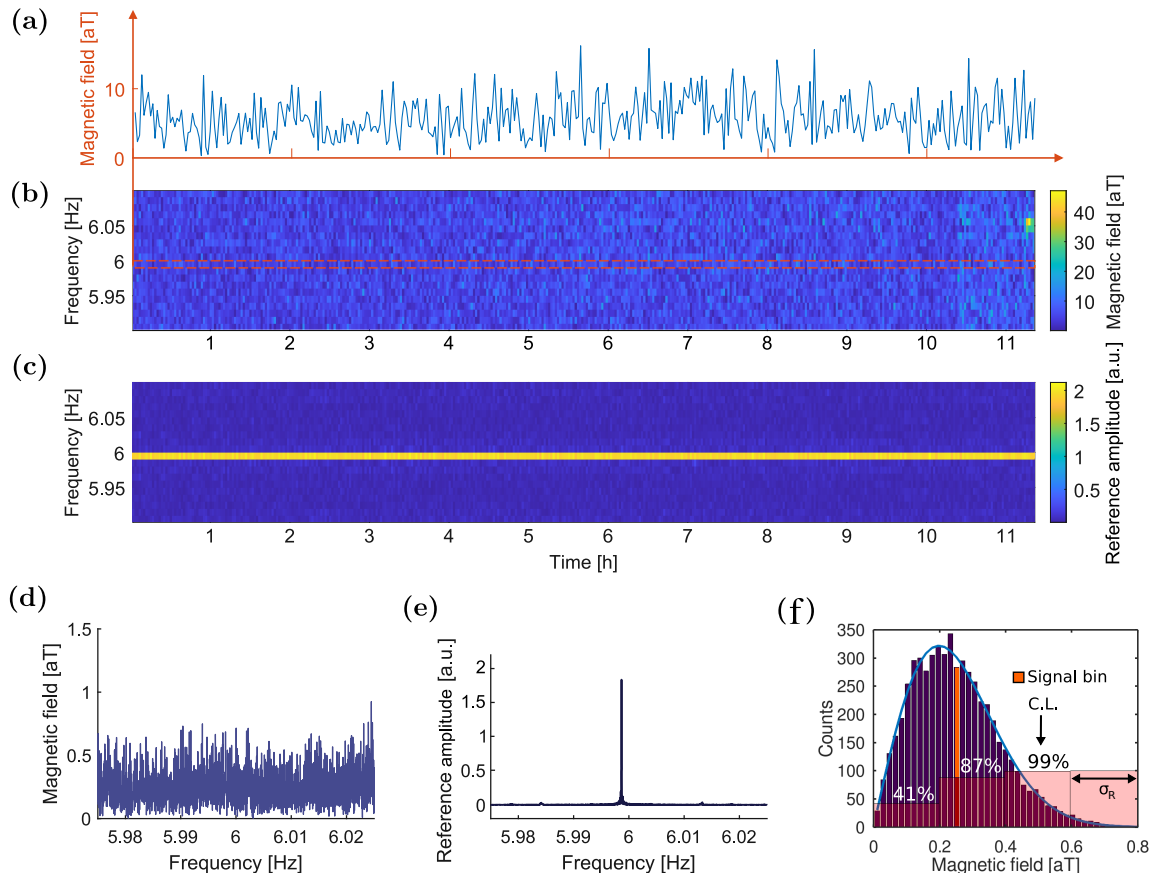 (a)
Magnetic field [aT]
10
0
2 4 6 8 10
(b)
Frequency [Hz]
6.05
6
5.95
1 2 3 4 5 6 7 8 9 10 11
40
30
20
10
Magnetic field [aT]
(c)
Frequency [Hz]
6.05
6
5.95
1 2 3 4 5 6 7 8 9 10 11
Time [h]
2
1.5
1
0.5
Reference amplitude [a.u.]
(d)
Magnetic field [aT]
1.5
1
0.5
0
5.98 5.99 6 6.01 6.02
Frequency [Hz]
(e)
Reference amplitude [a.u.]
2
1.5
1
0.5
0
5.98 5.99 6 6.01 6.02
Frequency [Hz]
(f)
Counts
350
300
250
200
150
100
50
0
Signal bin
C.L.
41%
87%
99%
σR
0 0.2 0.4 0.6 0.8
Magnetic field [aT]